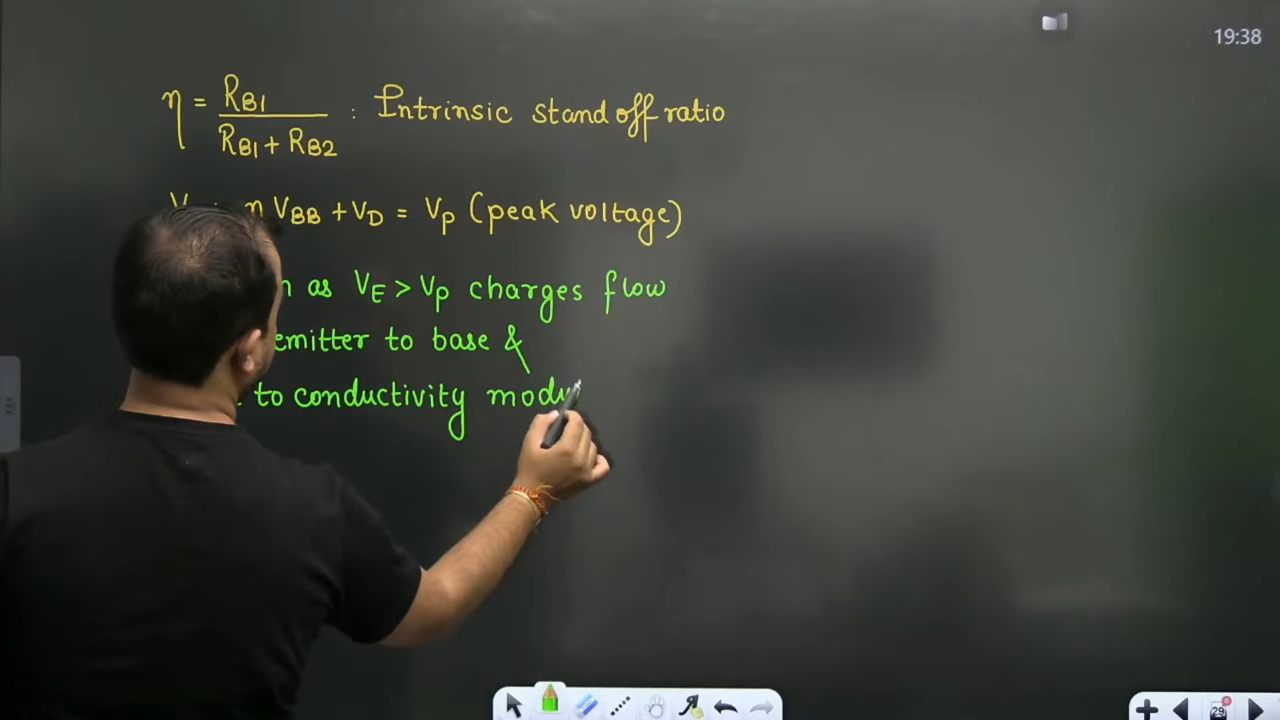 19:38
η = RB1 / RB1 + RB2 : Intrinsic stand off ratio
η VBB + VD = Vp (peak voltage)
as VE > Vp charges flow
emitter to base &
to conductivity modu
29